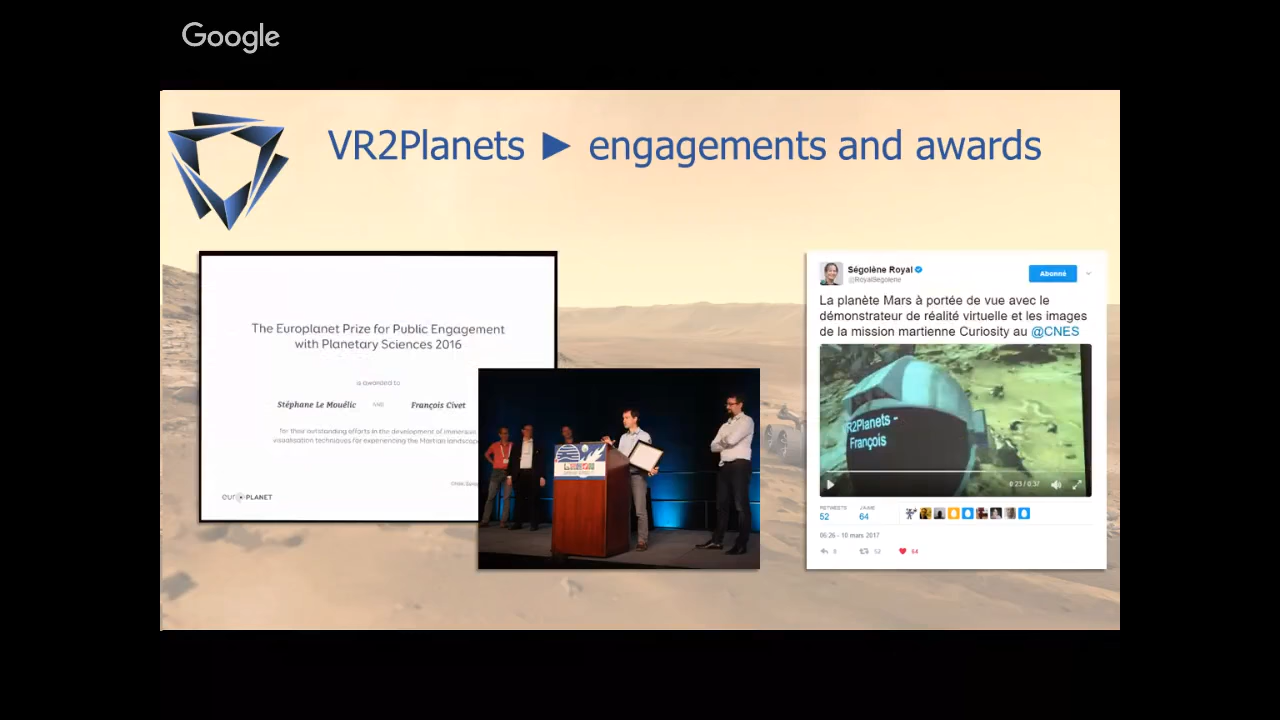 Google
VR2Planets ► engagements and awards
The Europlanet Prize for Public Engagement
with Planetary Sciences 2016
is awarded to
Stéphane Le Mouélic and François Civet
for their outstanding efforts in the development of immersive
visualisation techniques for experiencing the Martian landscape
PLANET
Ségolène Royal
@RoyalSegolene
Abonné
La planète Mars à portée de vue avec le
démonstrateur de réalité virtuelle et les images
de la mission martienne Curiosity au @CNES
VR2Planets -
François
0:23 / 0:37
RETWEETS
J'AIME
52
64
06:26 - 10 mars 2017
52
64